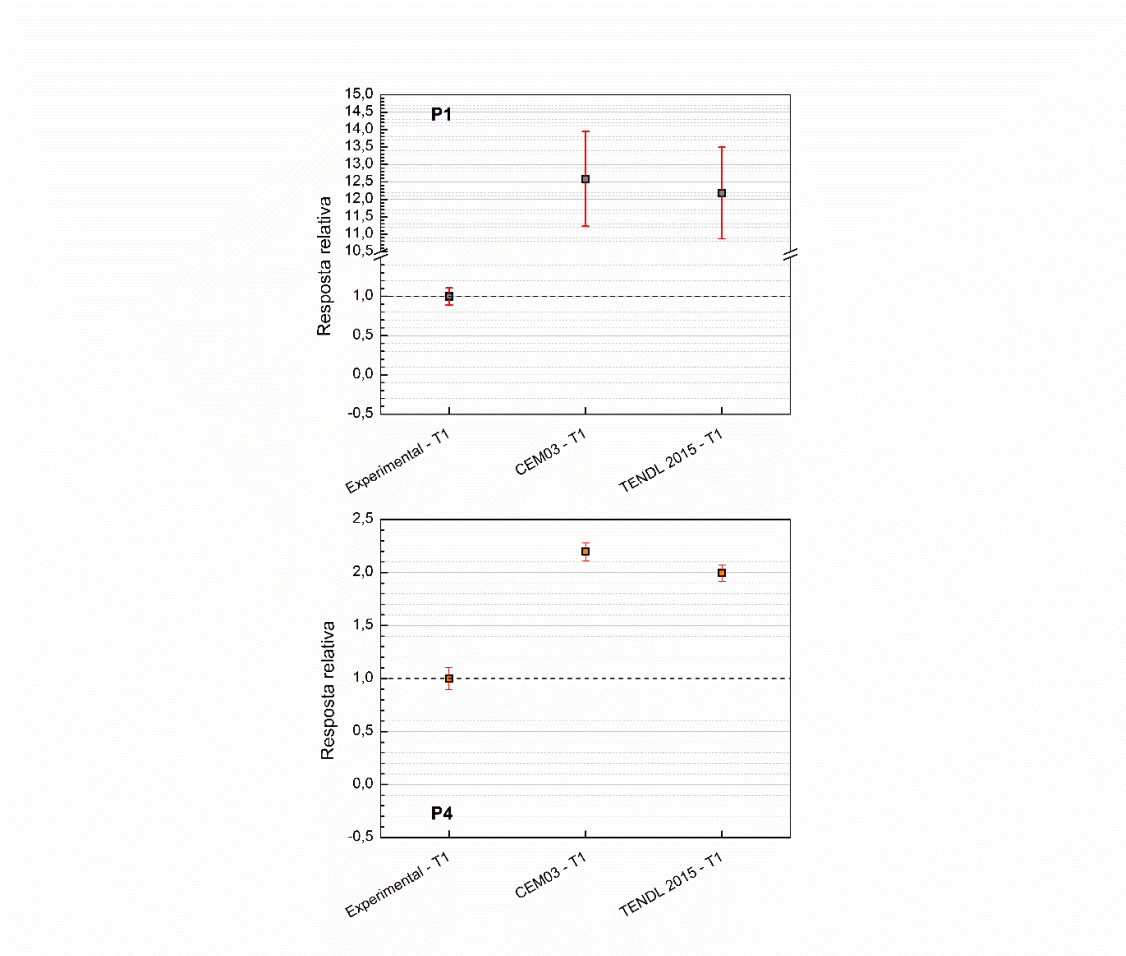 15,0
14,5
14,0
13,5
13,0
12,5
12,0
11,5
11,0
10,5
1,0
0,5
0,0
-0,5
P1
Resposta relativa
Experimental - T1
CEM03 - T1
TENDL 2015 - T1
2,5
2,0
1,5
1,0
0,5
0,0
-0,5
P4
Resposta relativa
Experimental - T1
CEM03 - T1
TENDL 2015 - T1